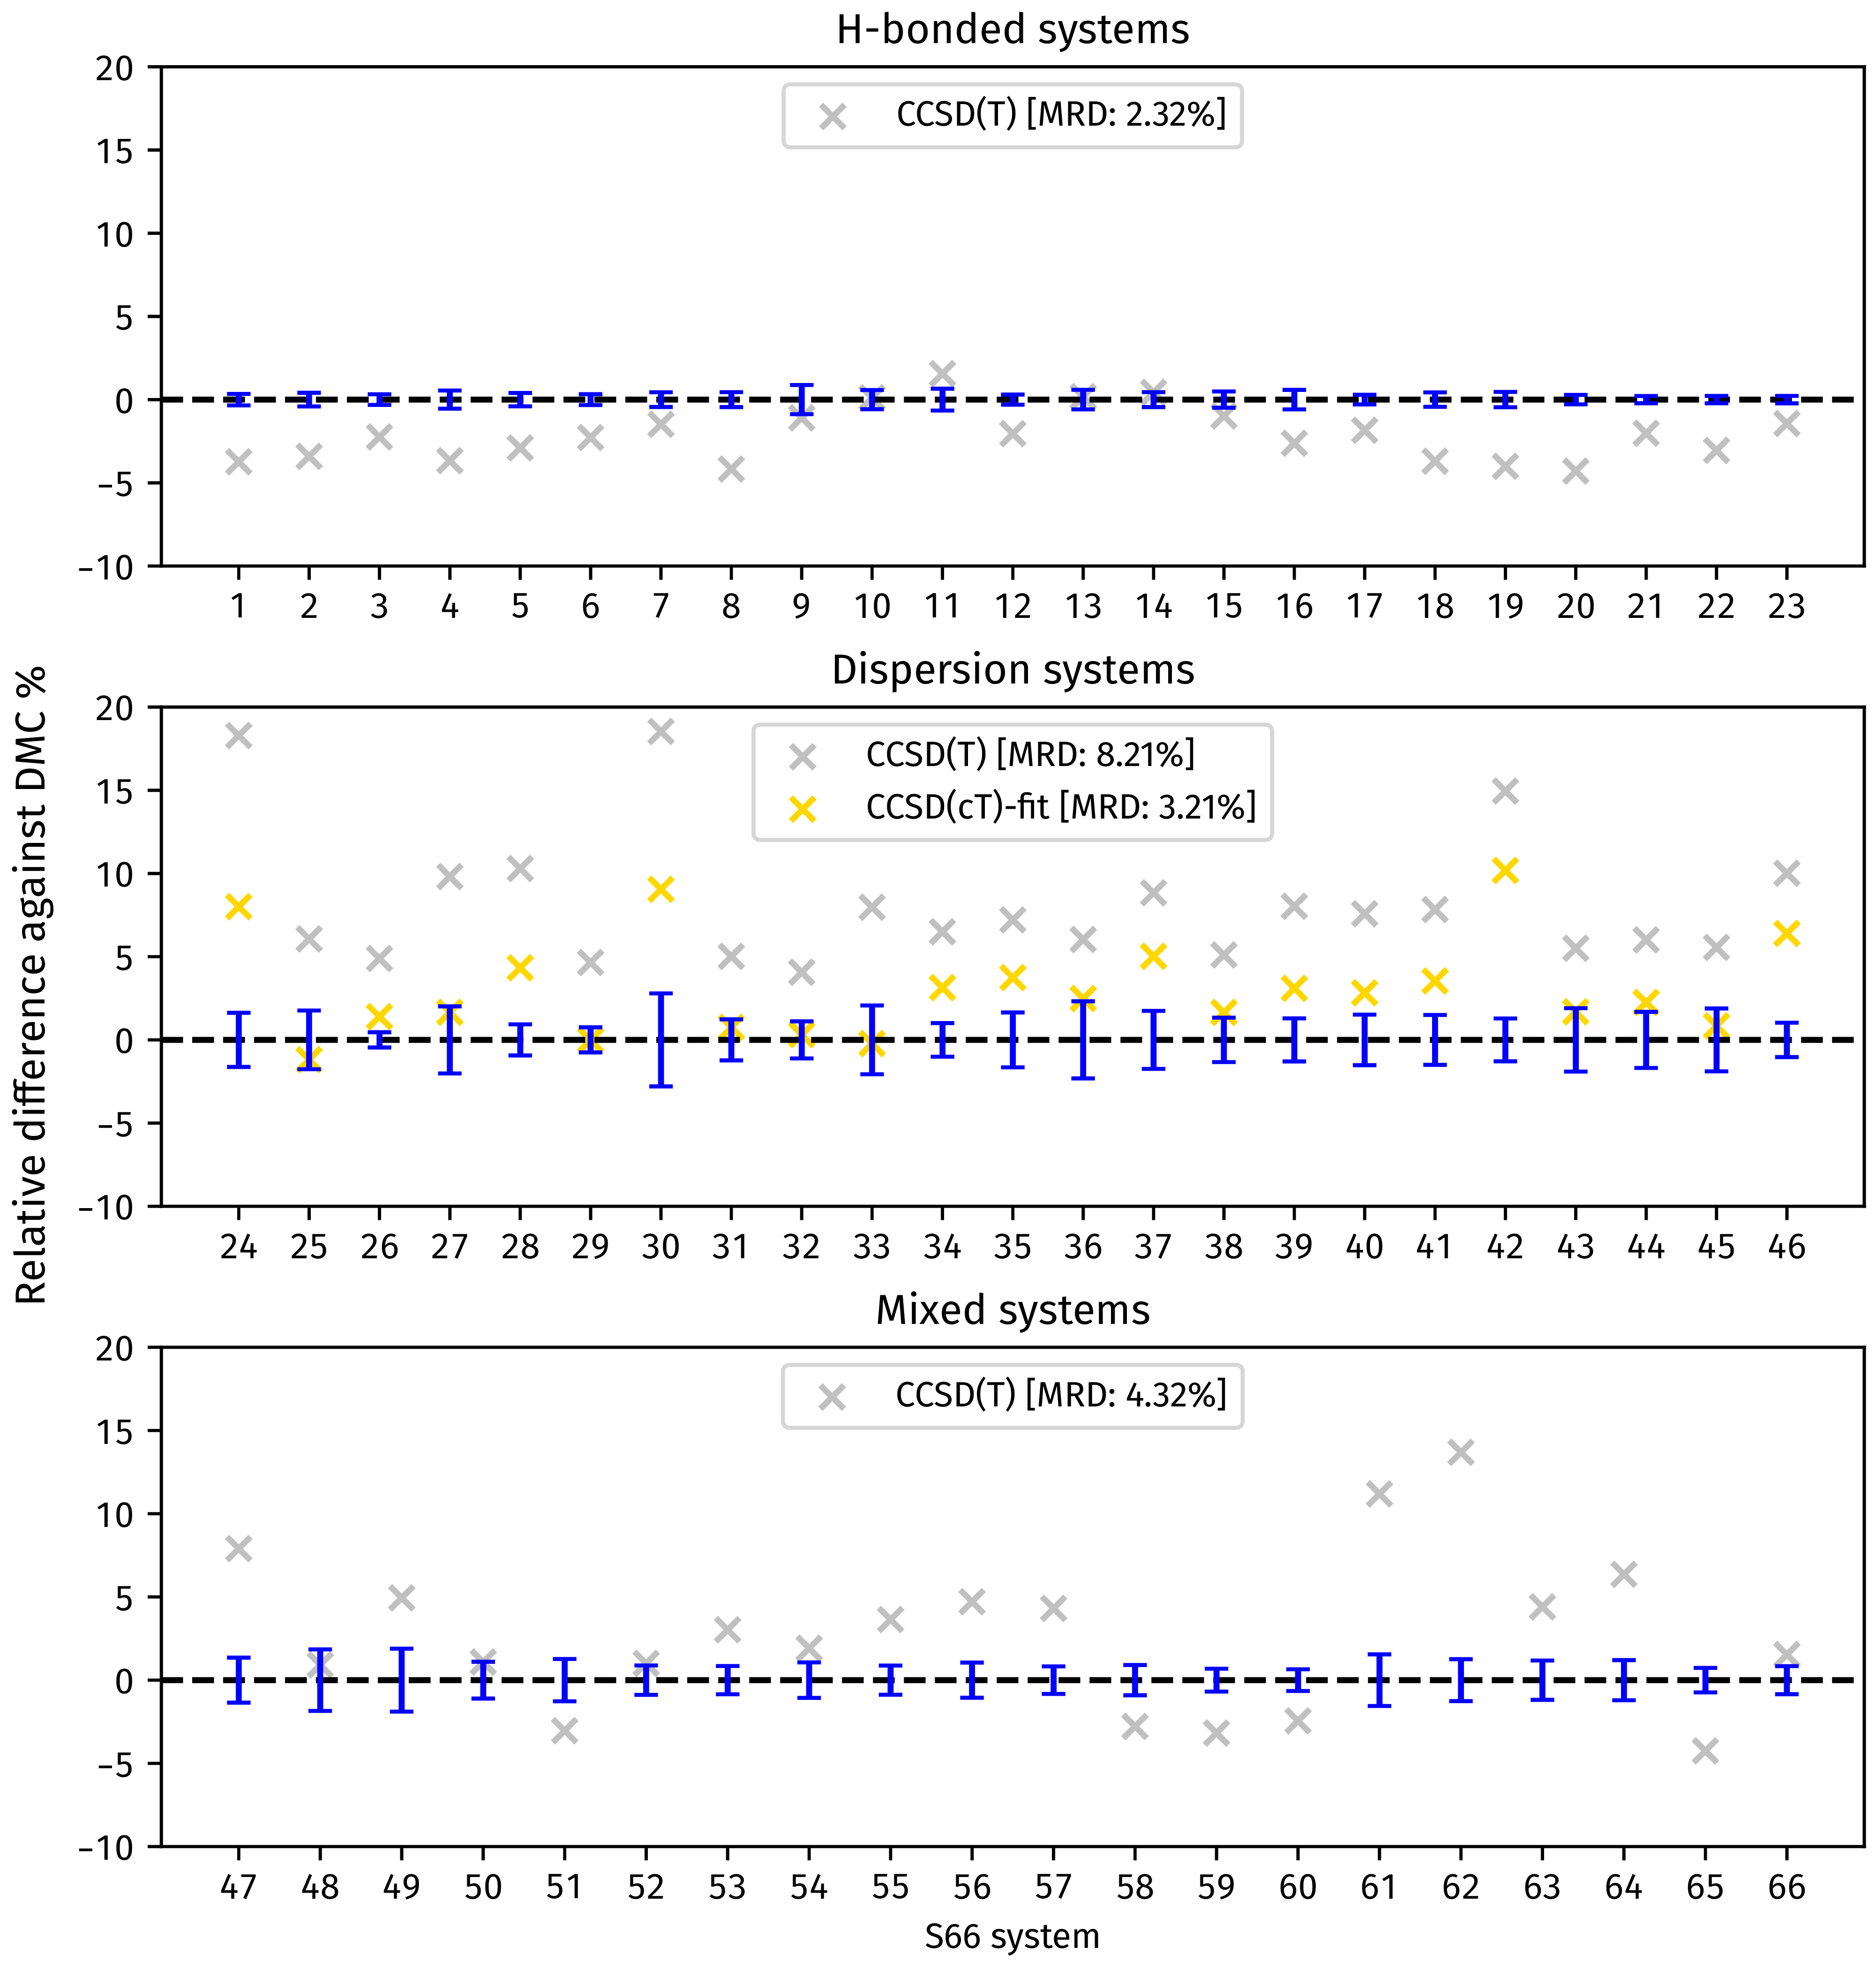 H-bonded systems
CCSD(T) [MRD: 2.32%]
20
15
10
5
0
−5
−10
1 2 3 4 5 6 7 8 9 10 11 12 13 14 15 16 17 18 19 20 21 22 23
Relative difference against DMC %
Dispersion systems
CCSD(T) [MRD: 8.21%]
CCSD(cT)-fit [MRD: 3.21%]
20
15
10
5
0
−5
−10
24 25 26 27 28 29 30 31 32 33 34 35 36 37 38 39 40 41 42 43 44 45 46
Mixed systems
CCSD(T) [MRD: 4.32%]
20
15
10
5
0
−5
−10
47 48 49 50 51 52 53 54 55 56 57 58 59 60 61 62 63 64 65 66
S66 system